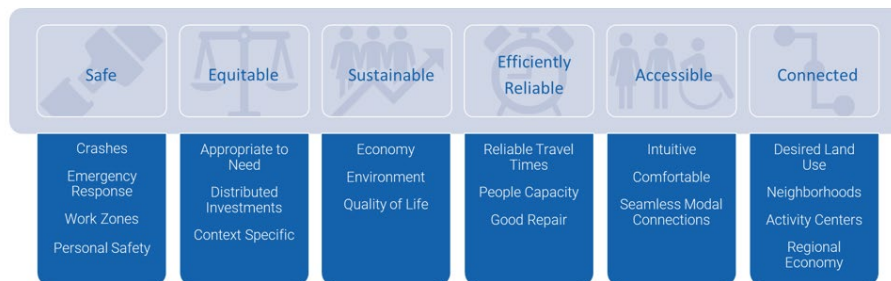 Safe
Equitable
Sustainable
Efficiently
Reliable
Accessible
Connected
Crashes
Emergency
Response
Work Zones
Personal Safety
Appropriate to
Need
Distributed
Investments
Context Specific
Economy
Environment
Quality of Life
Reliable Travel
Times
People Capacity
Good Repair
Intuitive
Comfortable
Seamless Modal
Connections
Desired Land
Use
Neighborhoods
Activity Centers
Regional
Economy